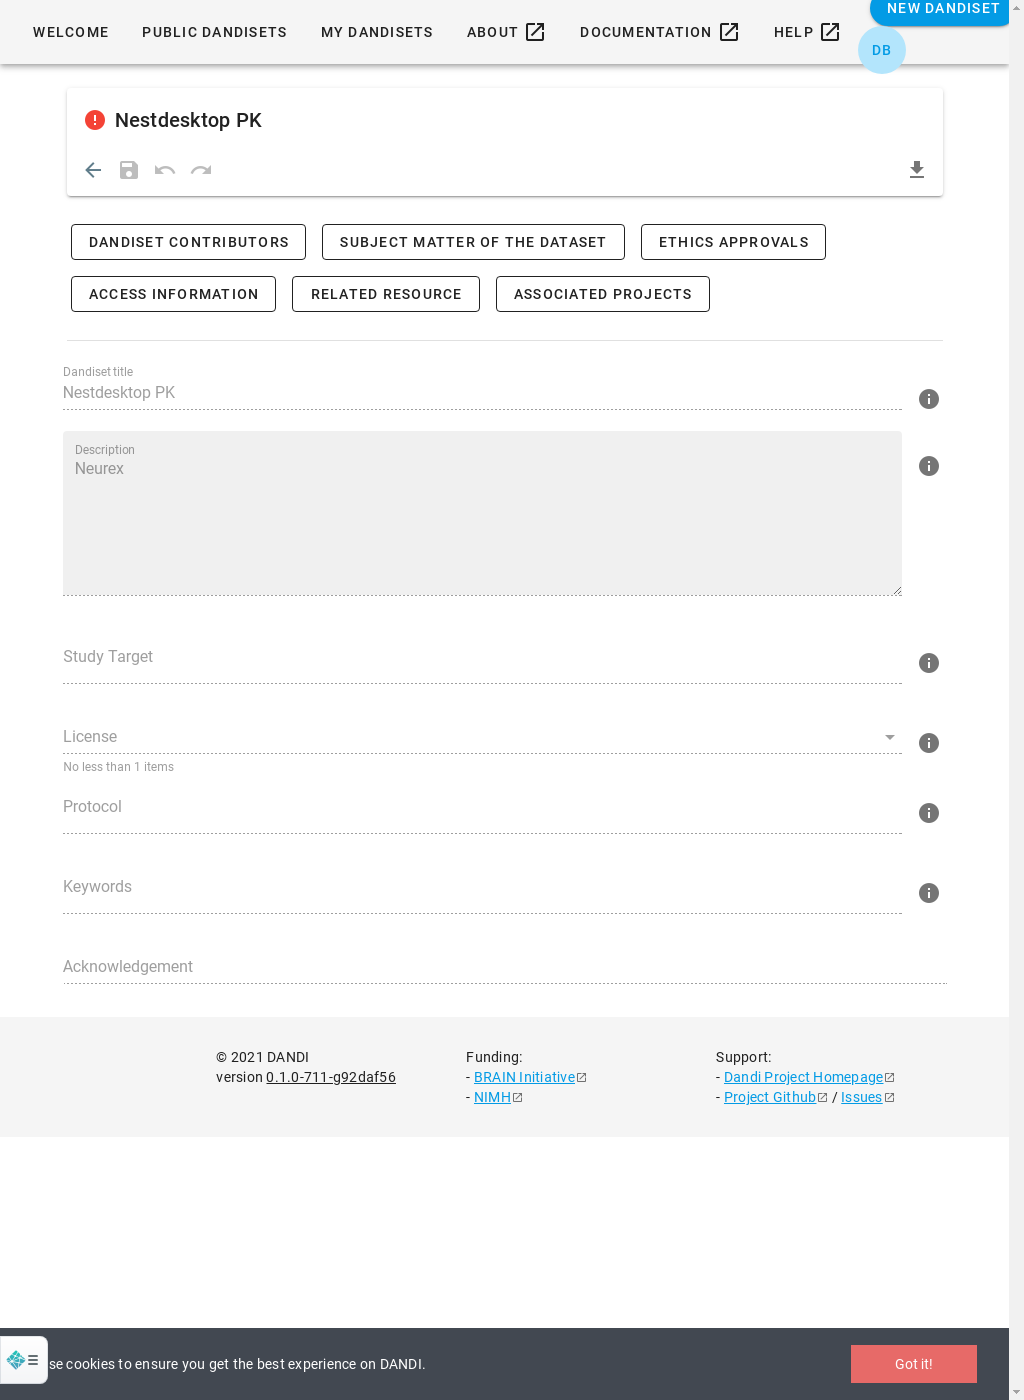 NEW DANDISET
WELCOME
PUBLIC DANDISETS
MY DANDISETS
ABOUT
DOCUMENTATION
HELP
DB
Nestdesktop PK
DANDISET CONTRIBUTORS
SUBJECT MATTER OF THE DATASET
ETHICS APPROVALS
ACCESS INFORMATION
RELATED RESOURCE
ASSOCIATED PROJECTS
Dandiset title
Nestdesktop PK
Description
Neurex
Study Target
License
No less than 1 items
Protocol
Keywords
Acknowledgement
© 2021 DANDI
version 0.1.0-711-g92daf56
Funding:
- BRAIN Initiative
- NIMH
Support:
- Dandi Project Homepage
- Project Github / Issues
se cookies to ensure you get the best experience on DANDI.
Got it!